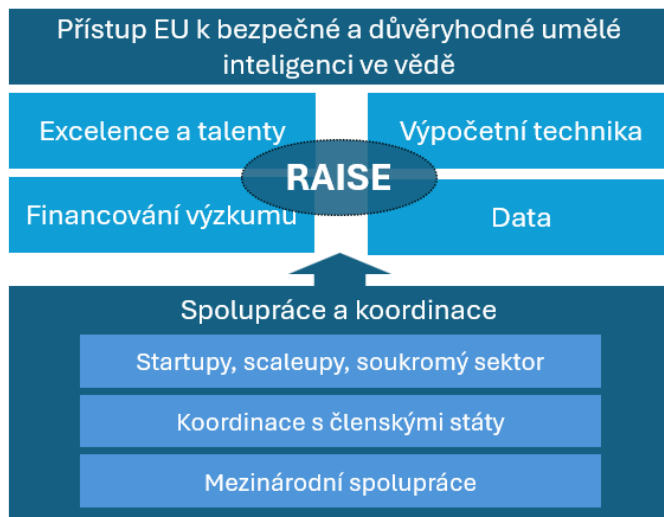 Přístup EU k bezpečné a důvěryhodné umělé
inteligenci ve vědě
Excelence a talenty
Výpočetní technika
RAISE
Financování výzkumu
Data
Spolupráce a koordinace
Startupy, scaleupy, soukromý sektor
Koordinace s členskými státy
Mezinárodní spolupráce